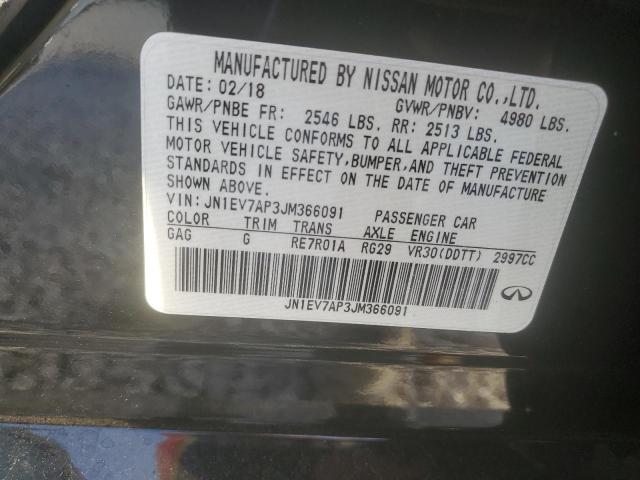 MANUFACTURED BY NISSAN MOTOR CO.,LTD.
DATE: 02/18 GVWR/PNBV: 4980 LBS.
GAWR/PNBE FR: 2546 LBS. RR: 2513 LBS.
THIS VEHICLE CONFORMS TO ALL APPLICABLE FEDERAL
MOTOR VEHICLE SAFETY,BUMPER,AND THEFT PREVENTION
STANDARDS IN EFFECT ON THE DATE OF MANUFACTURE
SHOWN ABOVE.
VIN:JN1EV7AP3JM366091 PASSENGER CAR
COLOR TRIM TRANS AXLE ENGINE
GAG G RE7R01A RG29 VR30(DDTT) 2997CC
JN1EV7AP3JM366091